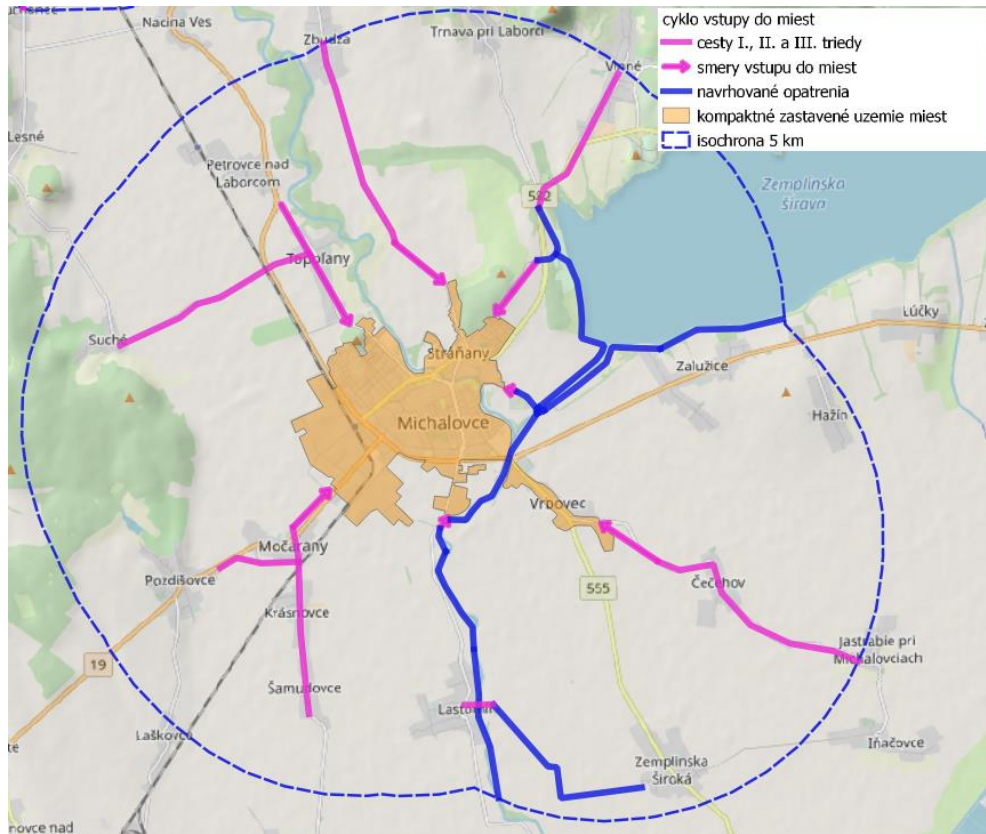 cyklo vstupy do miest
cesty I., II. a III. triedy
smery vstupu do miest
navrhované opatrenia
kompaktné zastavené uzemie miest
isochrona 5 km
Nacina Ves
Zbudza
Trnava pri Laborci
Vinné
Lesné
Petrovce nad
Laborcom
582
Zemplínska
šírava
Topoľany
Suché
Stráňany
Lúčky
Zalužice
Michalovce
Hažín
Vrbovec
Močarany
Pozdišovce
555
Čečehov
Krásnovce
Jastrabie pri
Michalovciach
19
Šamudovce
Lastomír
Laškovce
Iňačovce
Zemplínska
Široká